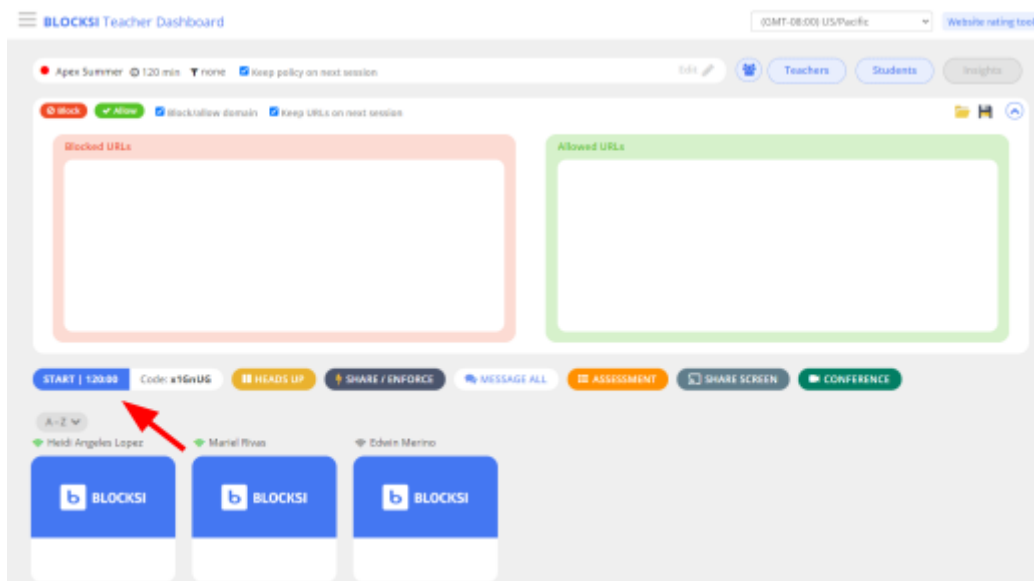 BLOCKSI Teacher Dashboard
(GMT-08:00) US/Pacific
Website rating tool
Apex Summer 120 min none Keep policy on next session
Edit
Teachers
Students
Insights
Block
Allow
Block/allow domain
Keep URLs on next session
Blocked URLs
Allowed URLs
START | 120:00
Code:
HEADS UP
SHARE / ENFORCE
MESSAGE ALL
ASSESSMENT
SHARE SCREEN
CONFERENCE
A-Z
Heidi Angeles Lopez
Mariel Rivas
Edwin Merino
b BLOCKSI
b BLOCKSI
b BLOCKSI